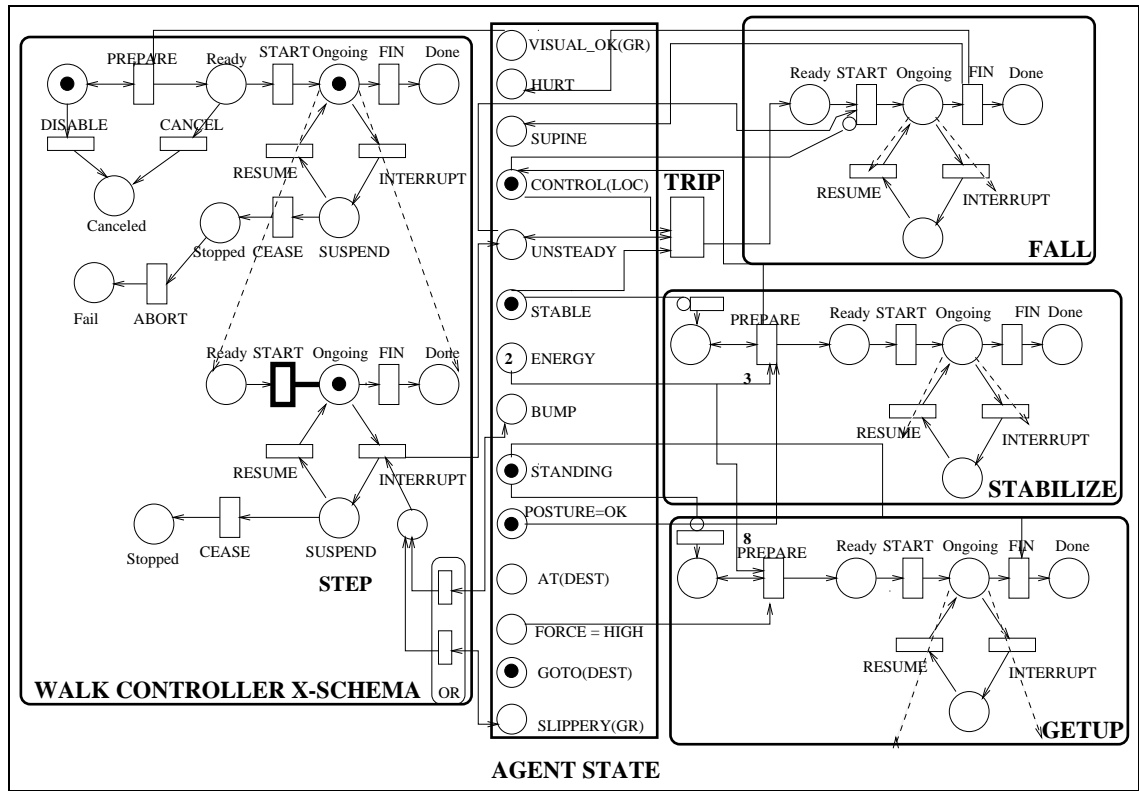 PREPARE
Ready
START
Ongoing
FIN
Done
DISABLE
CANCEL
RESUME
INTERRUPT
Canceled
Stopped
CEASE
SUSPEND
Fail
ABORT
Ready
START
Ongoing
FIN
Done
RESUME
INTERRUPT
Stopped
CEASE
SUSPEND
STEP
OR
WALK CONTROLLER X-SCHEMA
VISUAL_OK(GR)
HURT
SUPINE
CONTROL(LOC)
UNSTEADY
STABLE
2 ENERGY
BUMP
STANDING
POSTURE=OK
AT(DEST)
FORCE = HIGH
GOTO(DEST)
SLIPPERY(GR)
AGENT STATE
TRIP
Ready
START
Ongoing
FIN
Done
RESUME
INTERRUPT
FALL
PREPARE
Ready
START
Ongoing
FIN
Done
3
RESUME
INTERRUPT
STABILIZE
8
PREPARE
Ready
START
Ongoing
FIN
Done
RESUME
INTERRUPT
GETUP